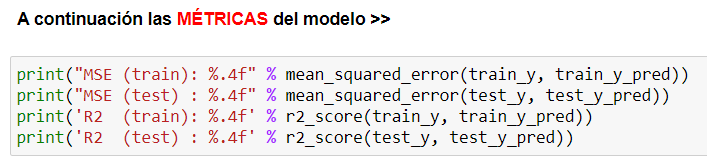 A continuación las MÉTRICAS del modelo >>
print("MSE (train): %.4f" % mean_squared_error(train_y, train_y_pred))
print("MSE (test) : %.4f" % mean_squared_error(test_y, test_y_pred))
print('R2  (train): %.4f' % r2_score(train_y, train_y_pred))
print('R2  (test) : %.4f' % r2_score(test_y, test_y_pred))